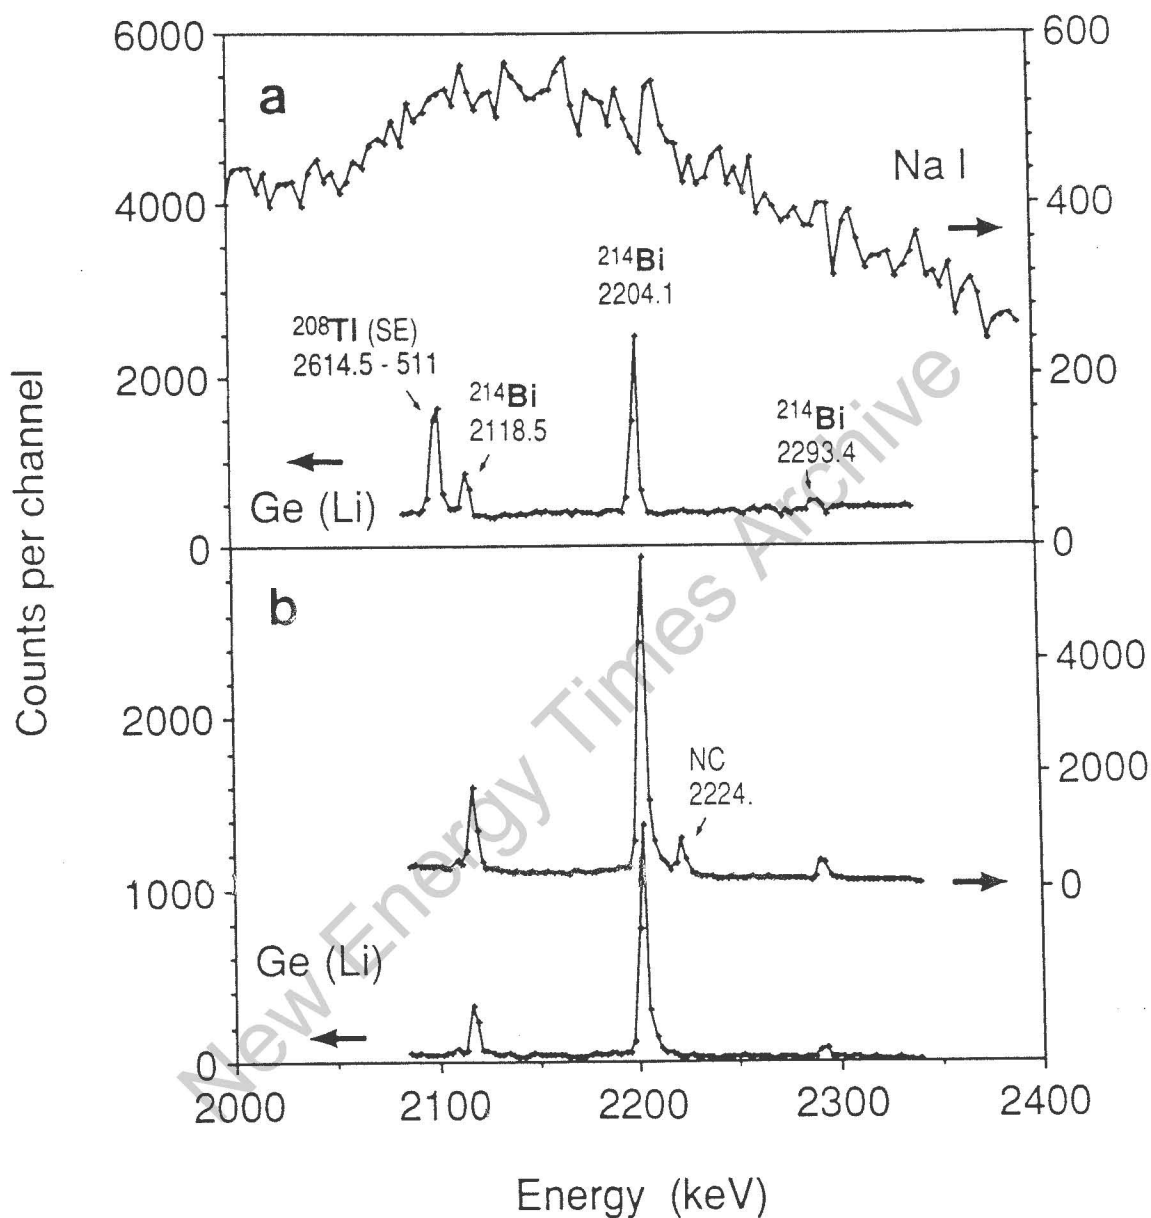 6000
600
a
Na I
4000
400
214Bi
2204.1
208Tl (SE)
2614.5 - 511
2000
200
214Bi
2118.5
214Bi
2293.4
Ge (Li)
0
0
b
4000
2000
NC
2224.
2000
1000
0
Ge (Li)
0
2000
2100
2200
2300
2400
Counts per channel
Energy (keV)
New Energy Times Archive